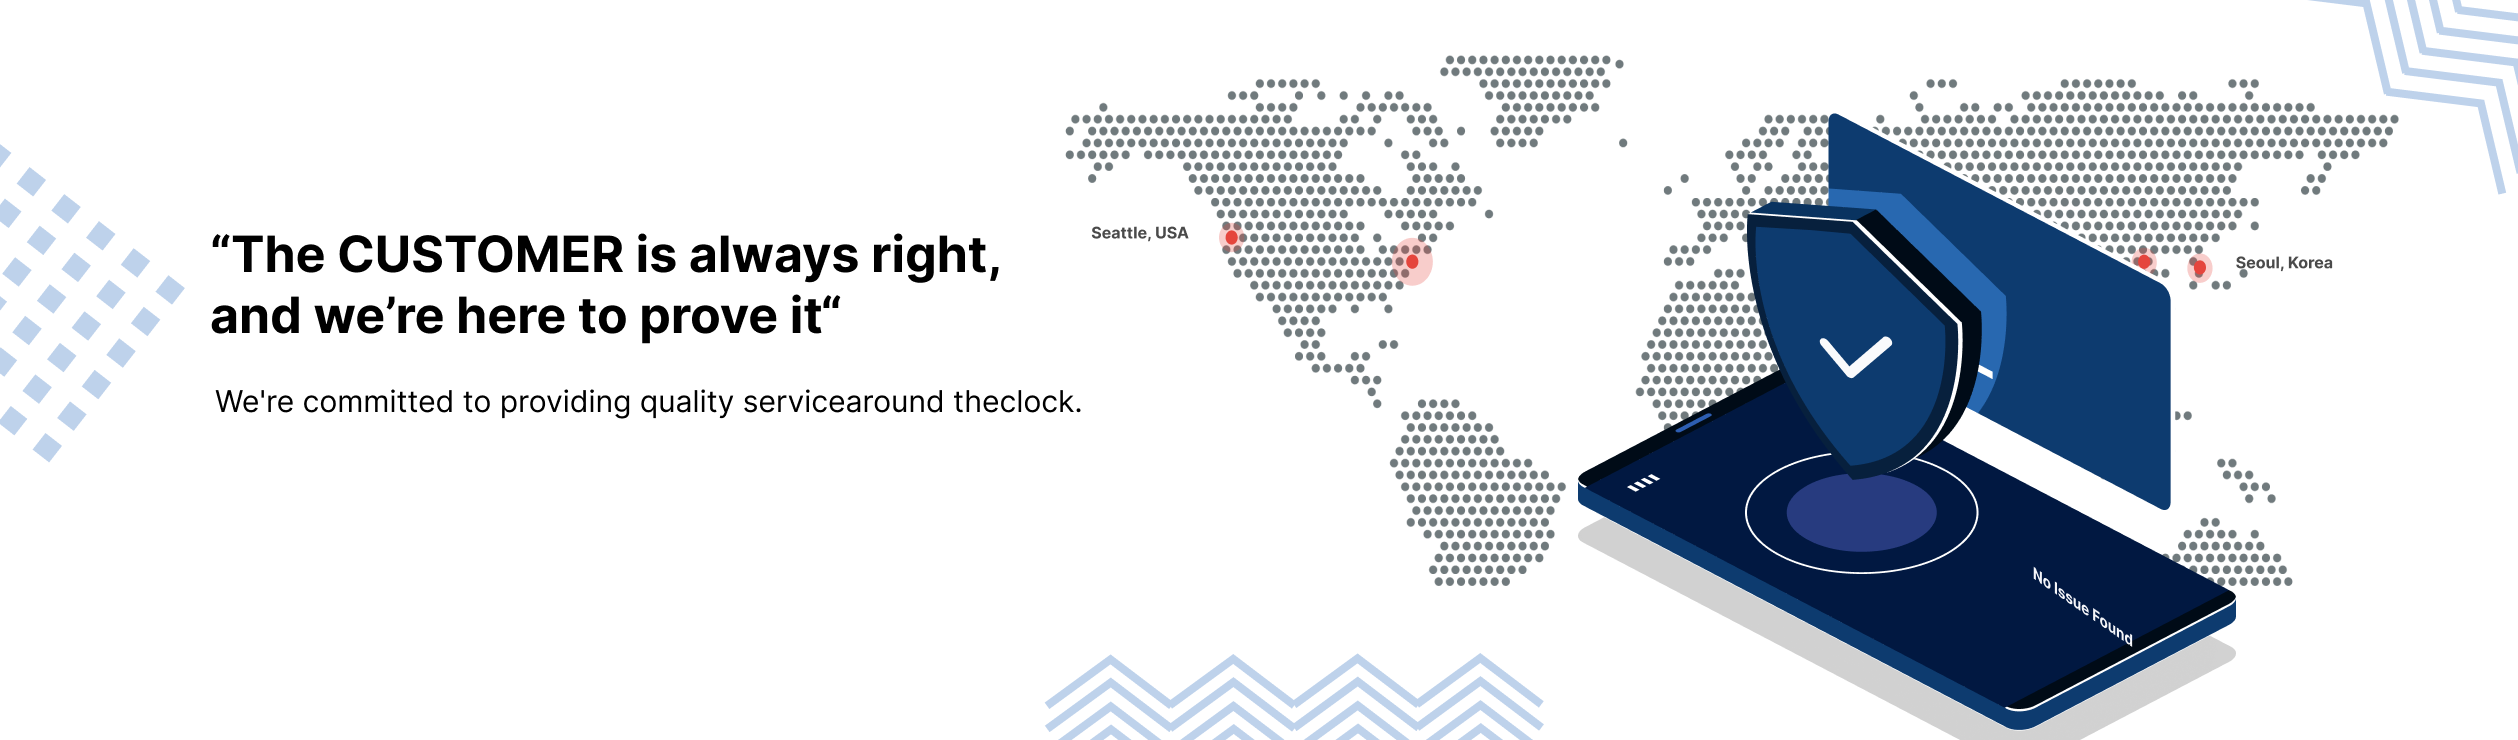 “The CUSTOMER is always right,
and we’re here to prove it“
We're committed to providing quality servicearound theclock.
Seattle, USA
Seoul, Korea
No Issue Found